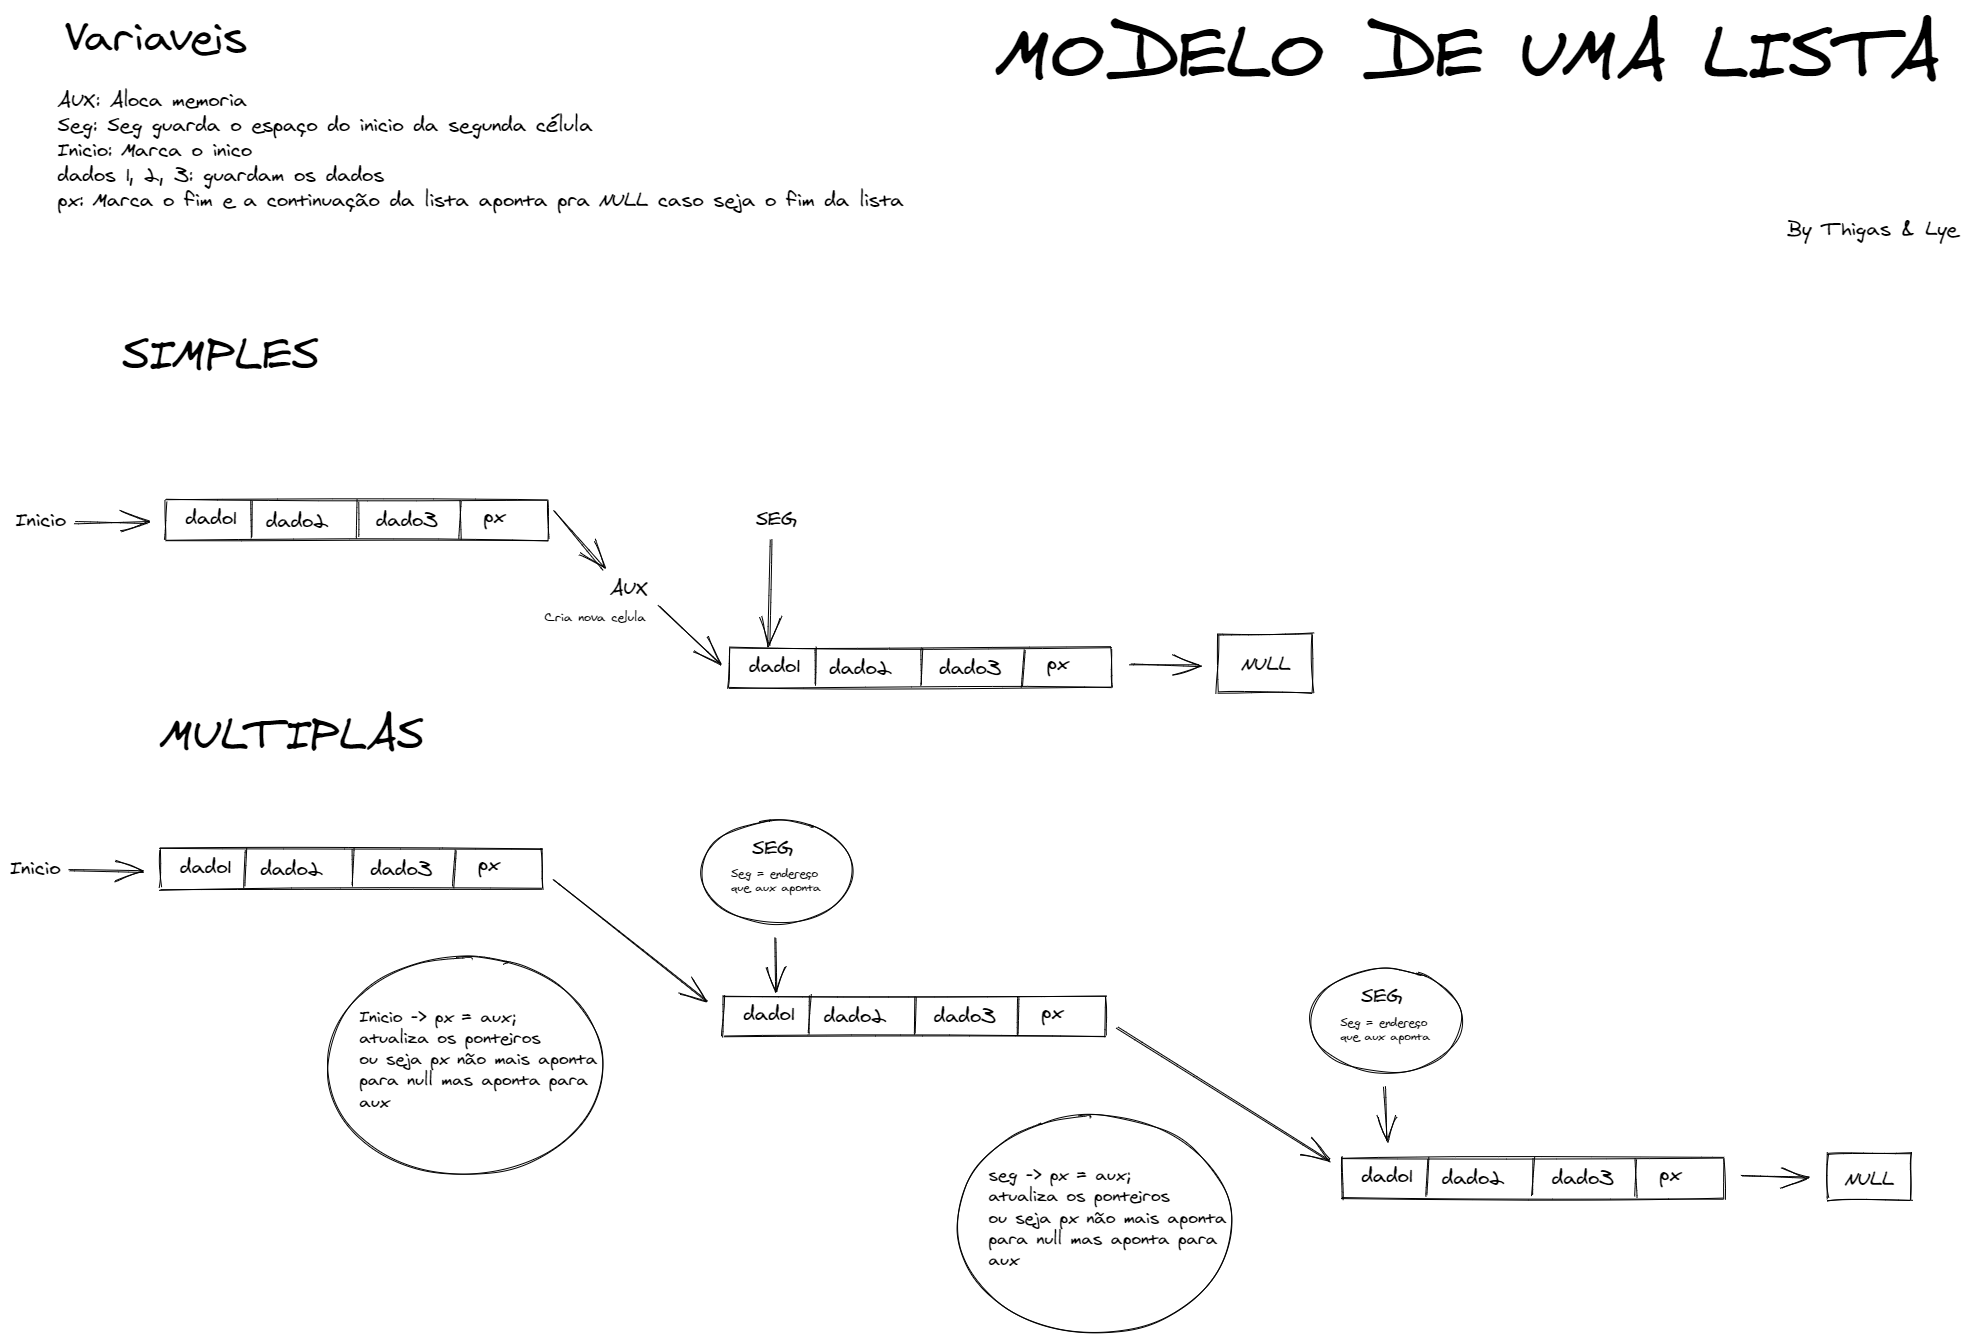 Variaveis
MODELO DE UMA LISTA
AUX: Aloca memoria
Seg: Seg guarda o espaço do inicio da segunda célula
Inicio: Marca o inico
dados 1, 2, 3: guardam os dados
px: Marca o fim e a continuação da lista aponta pra NULL caso seja o fim da lista
By Thigas & Lye
SIMPLES
Inicio
dado1 dado2 dado3 px
SEG
AUX
Cria nova celula
dado1 dado2 dado3 px
NULL
MULTIPLAS
Inicio
dado1 dado2 dado3 px
SEG
Seg = endereço
que aux aponta
Inicio -> px = aux;
atualiza os ponteiros
ou seja px não mais aponta
para null mas aponta para
aux
dado1 dado2 dado3 px
SEG
Seg = endereço
que aux aponta
seg -> px = aux;
atualiza os ponteiros
ou seja px não mais aponta
para null mas aponta para
aux
dado1 dado2 dado3 px
NULL